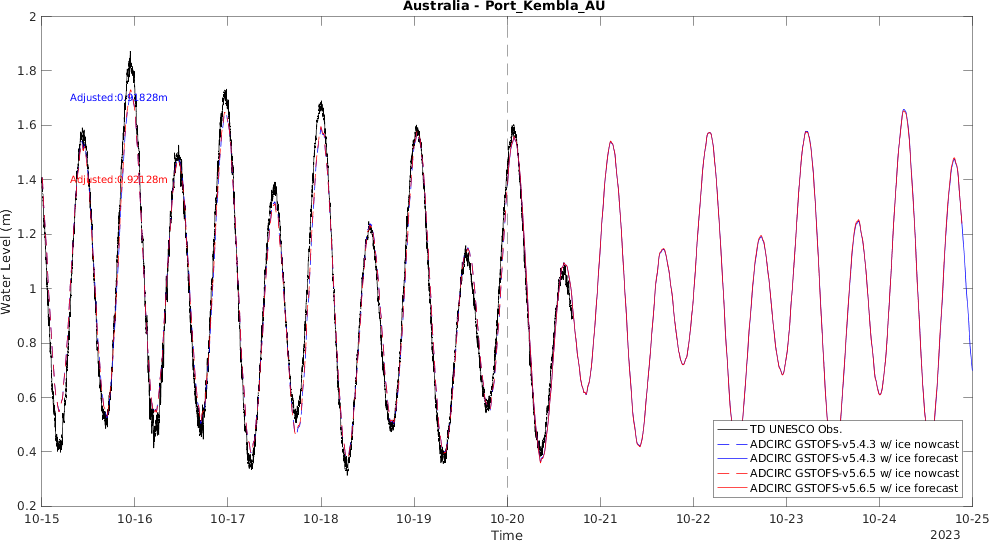 Australia - Port_Kembla_AU
2
1.8
1.6
1.4
1.2
1
0.8
0.6
0.4
0.2
Water Level (m)
Adjusted:0.91828m
Adjusted:0.92128m
TD UNESCO Obs.
ADCIRC GSTOFS-v5.4.3 w/ ice nowcast
ADCIRC GSTOFS-v5.4.3 w/ ice forecast
ADCIRC GSTOFS-v5.6.5 w/ ice nowcast
ADCIRC GSTOFS-v5.6.5 w/ ice forecast
10-15 10-16 10-17 10-18 10-19 10-20 10-21 10-22 10-23 10-24 10-25
Time
2023